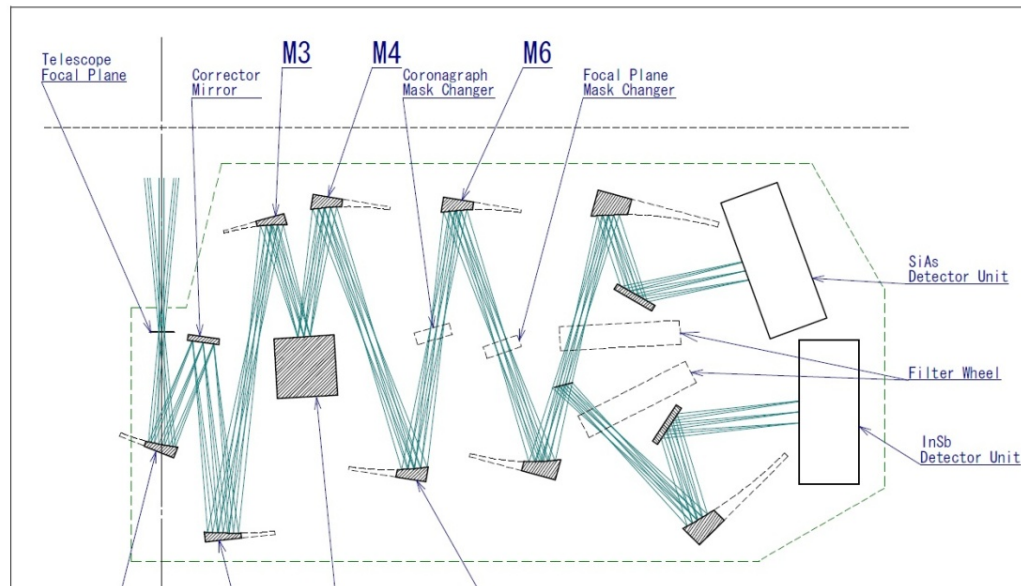 Telescope
Focal Plane
Corrector
Mirror
M3
M4
Coronagraph
Mask Changer
M6
Focal Plane
Mask Changer
SiAs
Detector Unit
Filter Wheel
InSb
Detector Unit